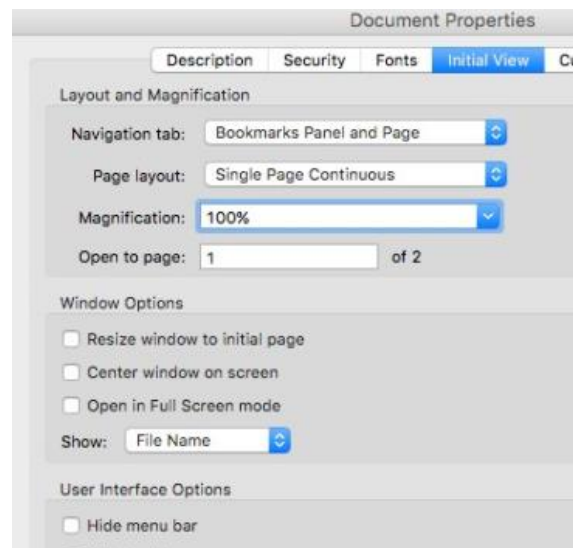 Document Properties
Description Security Fonts Initial View
Layout and Magnification
Navigation tab: Bookmarks Panel and Page
Page layout: Single Page Continuous
Magnification: 100%
Open to page: 1 of 2
Window Options
Resize window to initial page
Center window on screen
Open in Full Screen mode
Show: File Name
User Interface Options
Hide menu bar